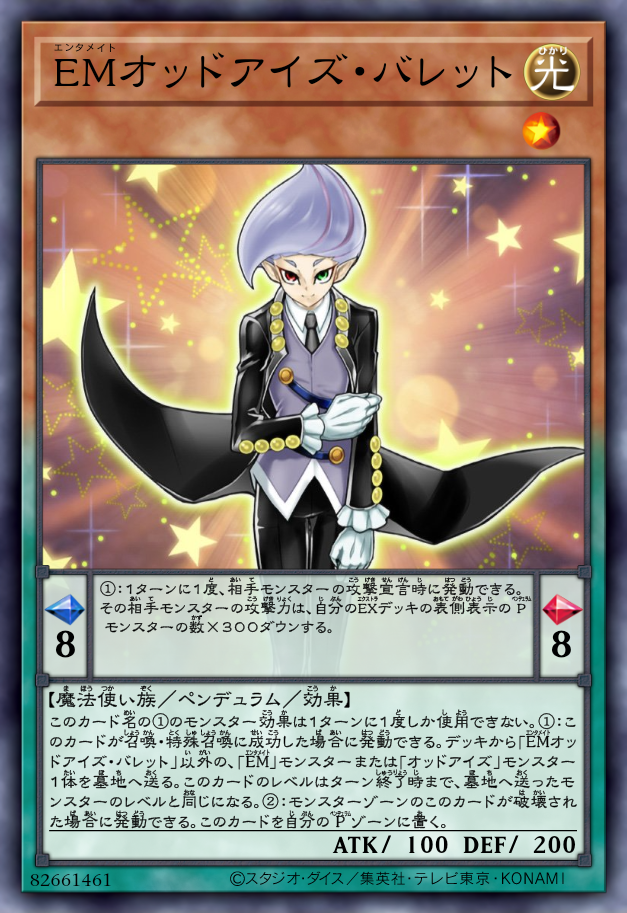 エンタメイト
EMオッドアイズ・バレット
ひかり
光
①:1ターンに1度、相手モンスターの攻撃宣言時に発動できる。
その相手モンスターの攻撃力は、自分のEXデッキの表側表示のP
モンスターの数×300ダウンする。
8
8
【魔法使い族/ペンデュラム/効果】
このカード名の①のモンスター効果は1ターンに1度しか使用できない。①:こ
のカードが召喚・特殊召喚に成功した場合に発動できる。デッキから「EMオッ
ドアイズ・バレット」以外の、「EM」モンスターまたは「オッドアイズ」モンスター
1体を墓地へ送る。このカードのレベルはターン終了時まで、墓地へ送ったモ
ンスターのレベルと同じになる。②:モンスターゾーンのこのカードが破壊され
た場合に発動できる。このカードを自分のPゾーンに置く。
ATK/ 100 DEF/ 200
82661461
©スタジオ・ダイス/集英社・テレビ東京・KONAMI